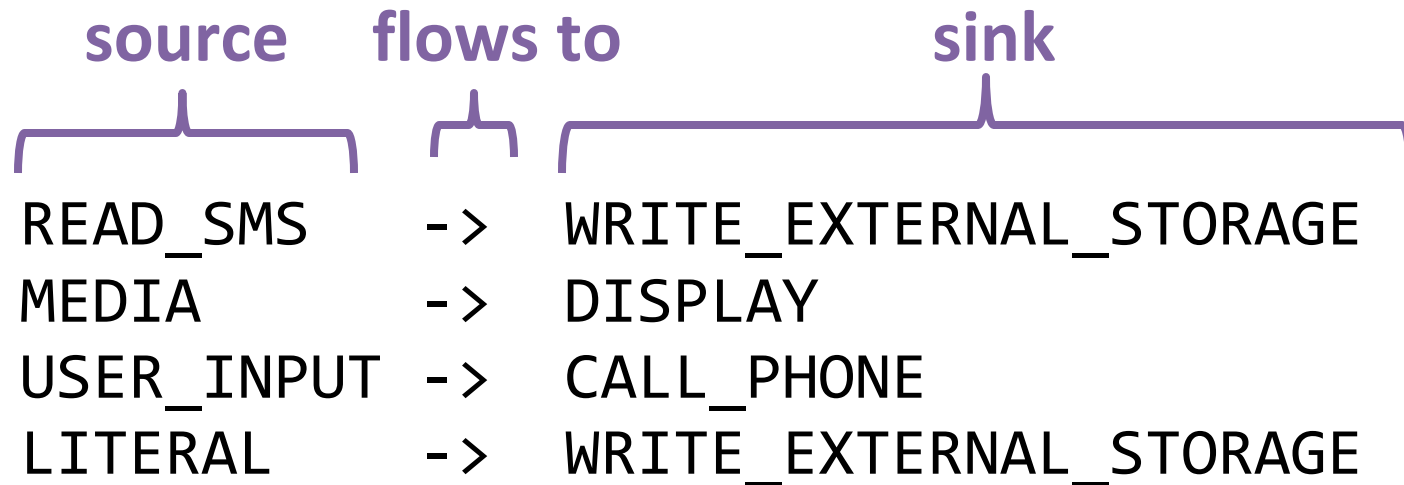 source flows to sink
READ_SMS -> WRITE_EXTERNAL_STORAGE
MEDIA -> DISPLAY
USER_INPUT -> CALL_PHONE
LITERAL -> WRITE_EXTERNAL_STORAGE